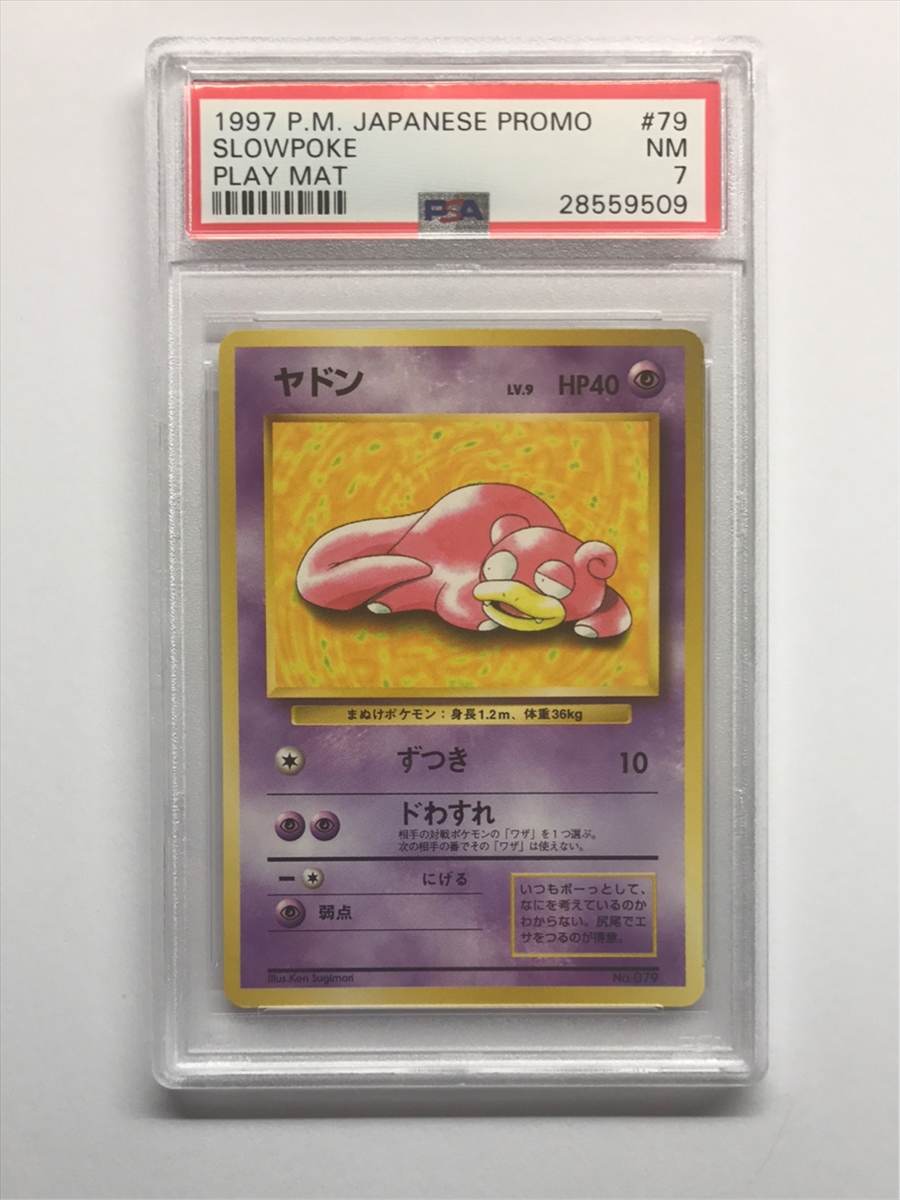 1997 P.M. JAPANESE PROMO #79
SLOWPOKE NM
PLAY MAT 7
PSA 28559509
ヤドン LV.9 HP40
まぬけポケモン：身長1.2m、体重36kg
ずつき 10
ドわすれ
相手の対戦ポケモンの「ワザ」を1つ選ぶ。
次の相手の番でその「ワザ」は使えない。
にげる
弱点
いつもボーっとして、
なにを考えているのか
わからない。尻尾でエ
サをつるのが得意。
Illus.Ken Sugimori No.079